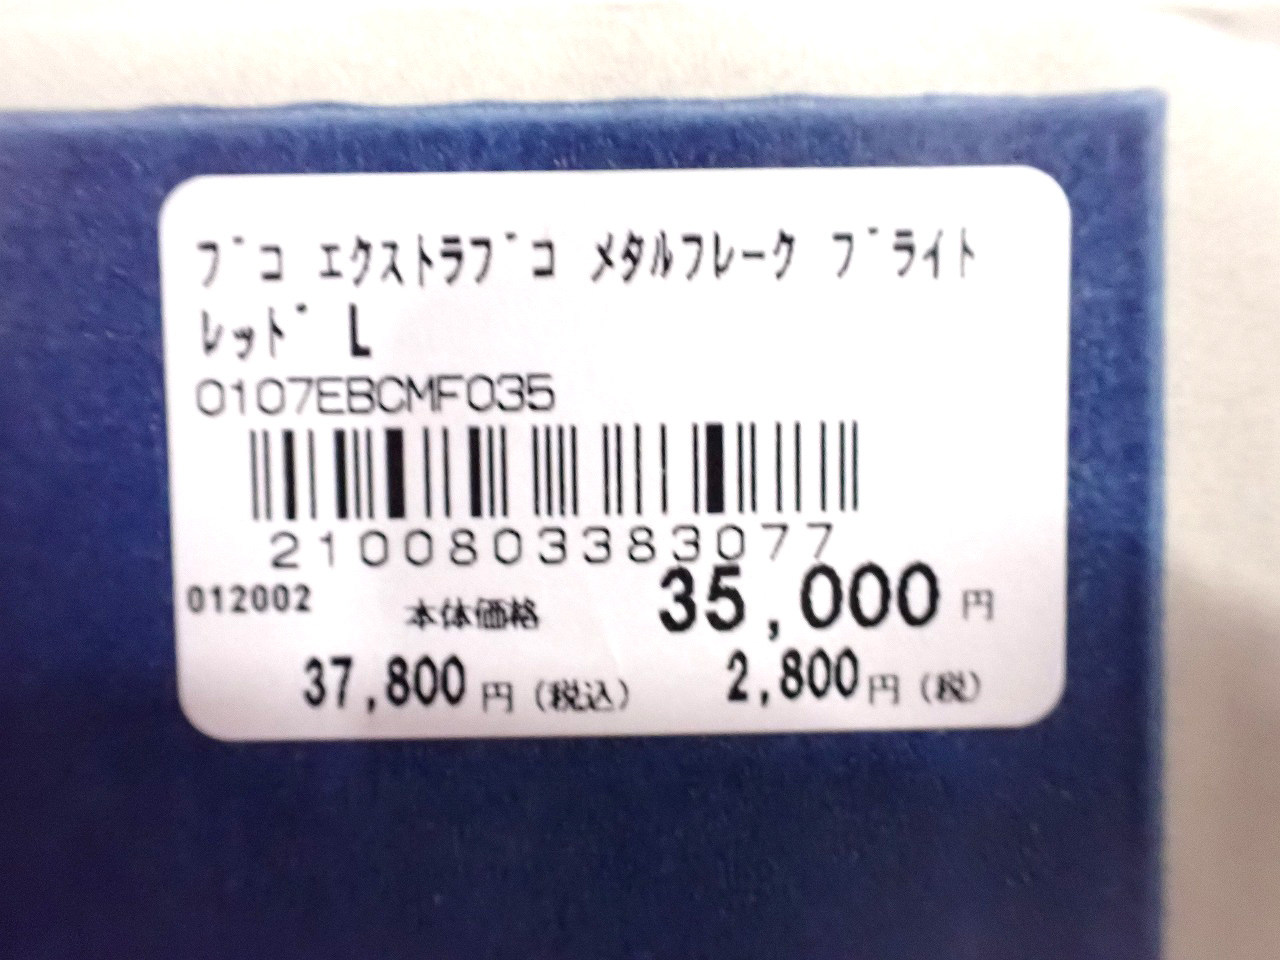 ﾌﾞｺ ｴｸｽﾄﾗﾌﾞｺ ﾒﾀﾙﾌﾚｰｸ ﾌﾞﾗｲﾄ
ﾚｯﾄﾞ L
0107EBCMF035
2100803383077
012002 本体価格 35,000円
37,800円(税込) 2,800円(税)